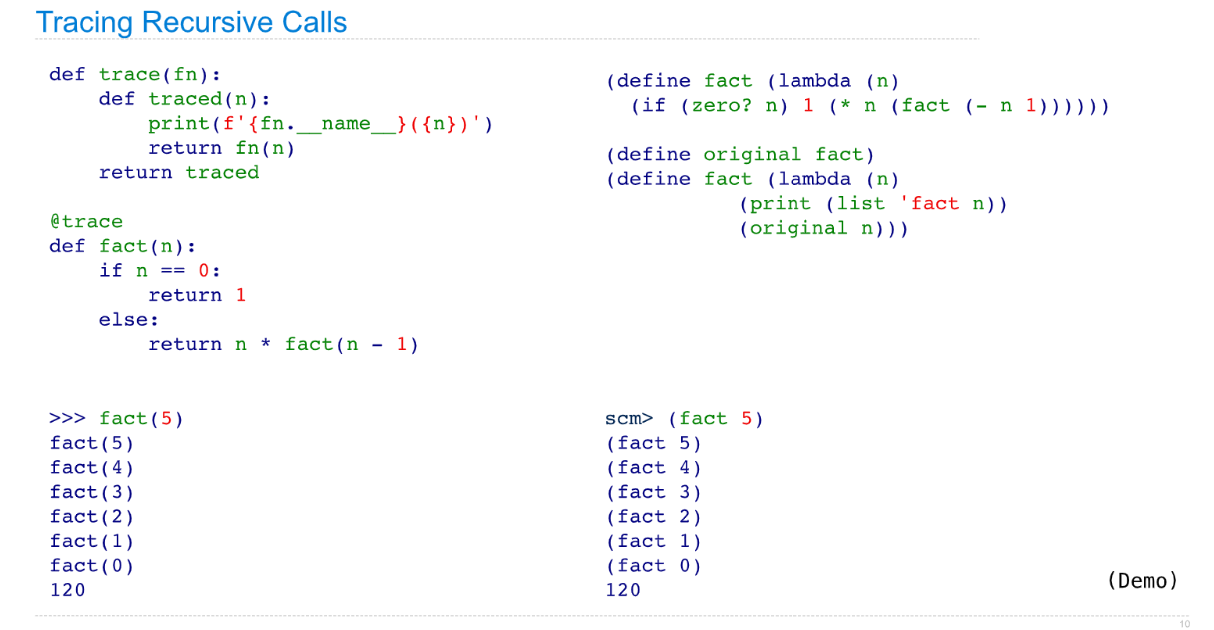 Tracing Recursive Calls
def trace(fn):
    def traced(n):
        print(f'{fn.__name__}({n})')
        return fn(n)
    return traced
@trace
def fact(n):
    if n == 0:
        return 1
    else:
        return n * fact(n - 1)
>>> fact(5)
fact(5)
fact(4)
fact(3)
fact(2)
fact(1)
fact(0)
120
(define fact (lambda (n)
  (if (zero? n) 1 (* n (fact (- n 1))))))
(define original fact)
(define fact (lambda (n)
           (print (list 'fact n))
           (original n)))
scm> (fact 5)
(fact 5)
(fact 4)
(fact 3)
(fact 2)
(fact 1)
(fact 0)
120
(Demo)
10